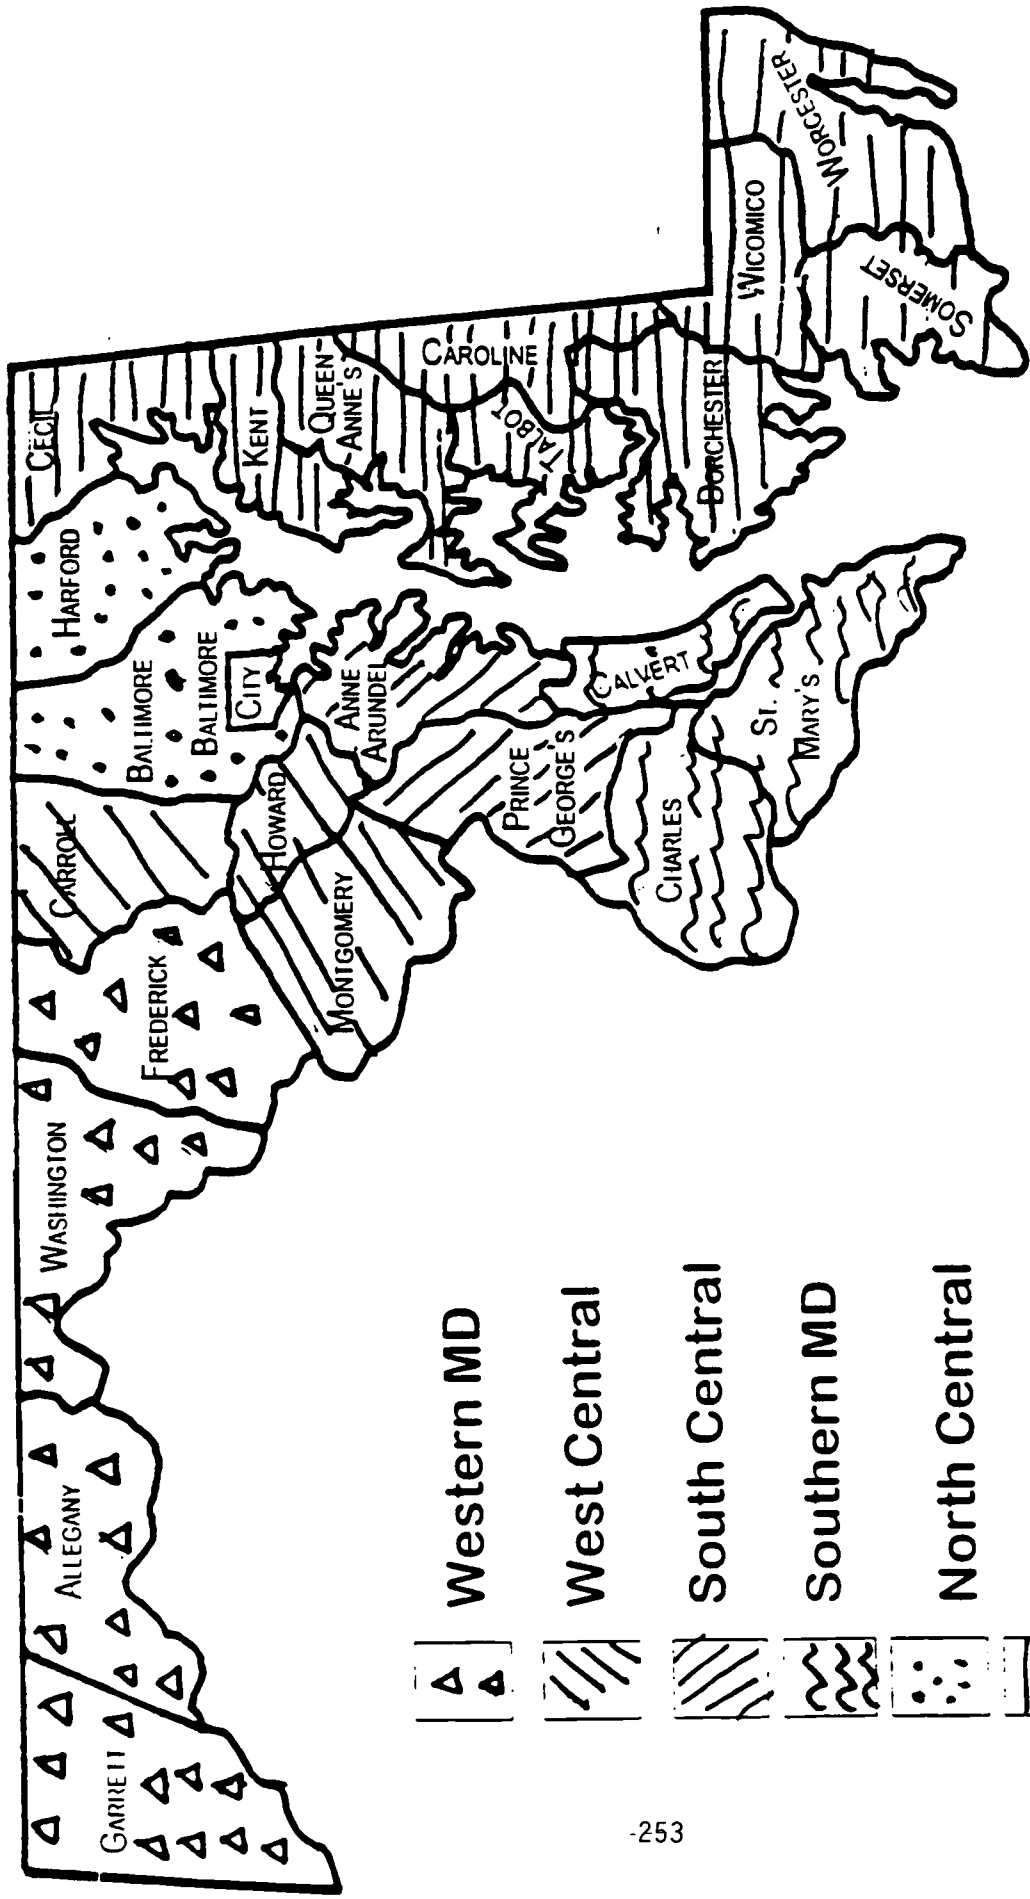 GARRETT
ALLEGANY
WASHINGTON
FREDERICK
CARROLL
BALTIMORE
BALTIMORE
CITY
HARFORD
CECIL
MONTGOMERY
HOWARD
ANNE
ARUNDEL
KENT
QUEEN
ANNE'S
PRINCE
GEORGE'S
CAROLINE
TALBOT
CHARLES
CALVERT
ST.
MARY'S
DORCHESTER
WICOMICO
WORCESTER
SOMERSET
Western MD
West Central
South Central
Southern MD
North Central
-253